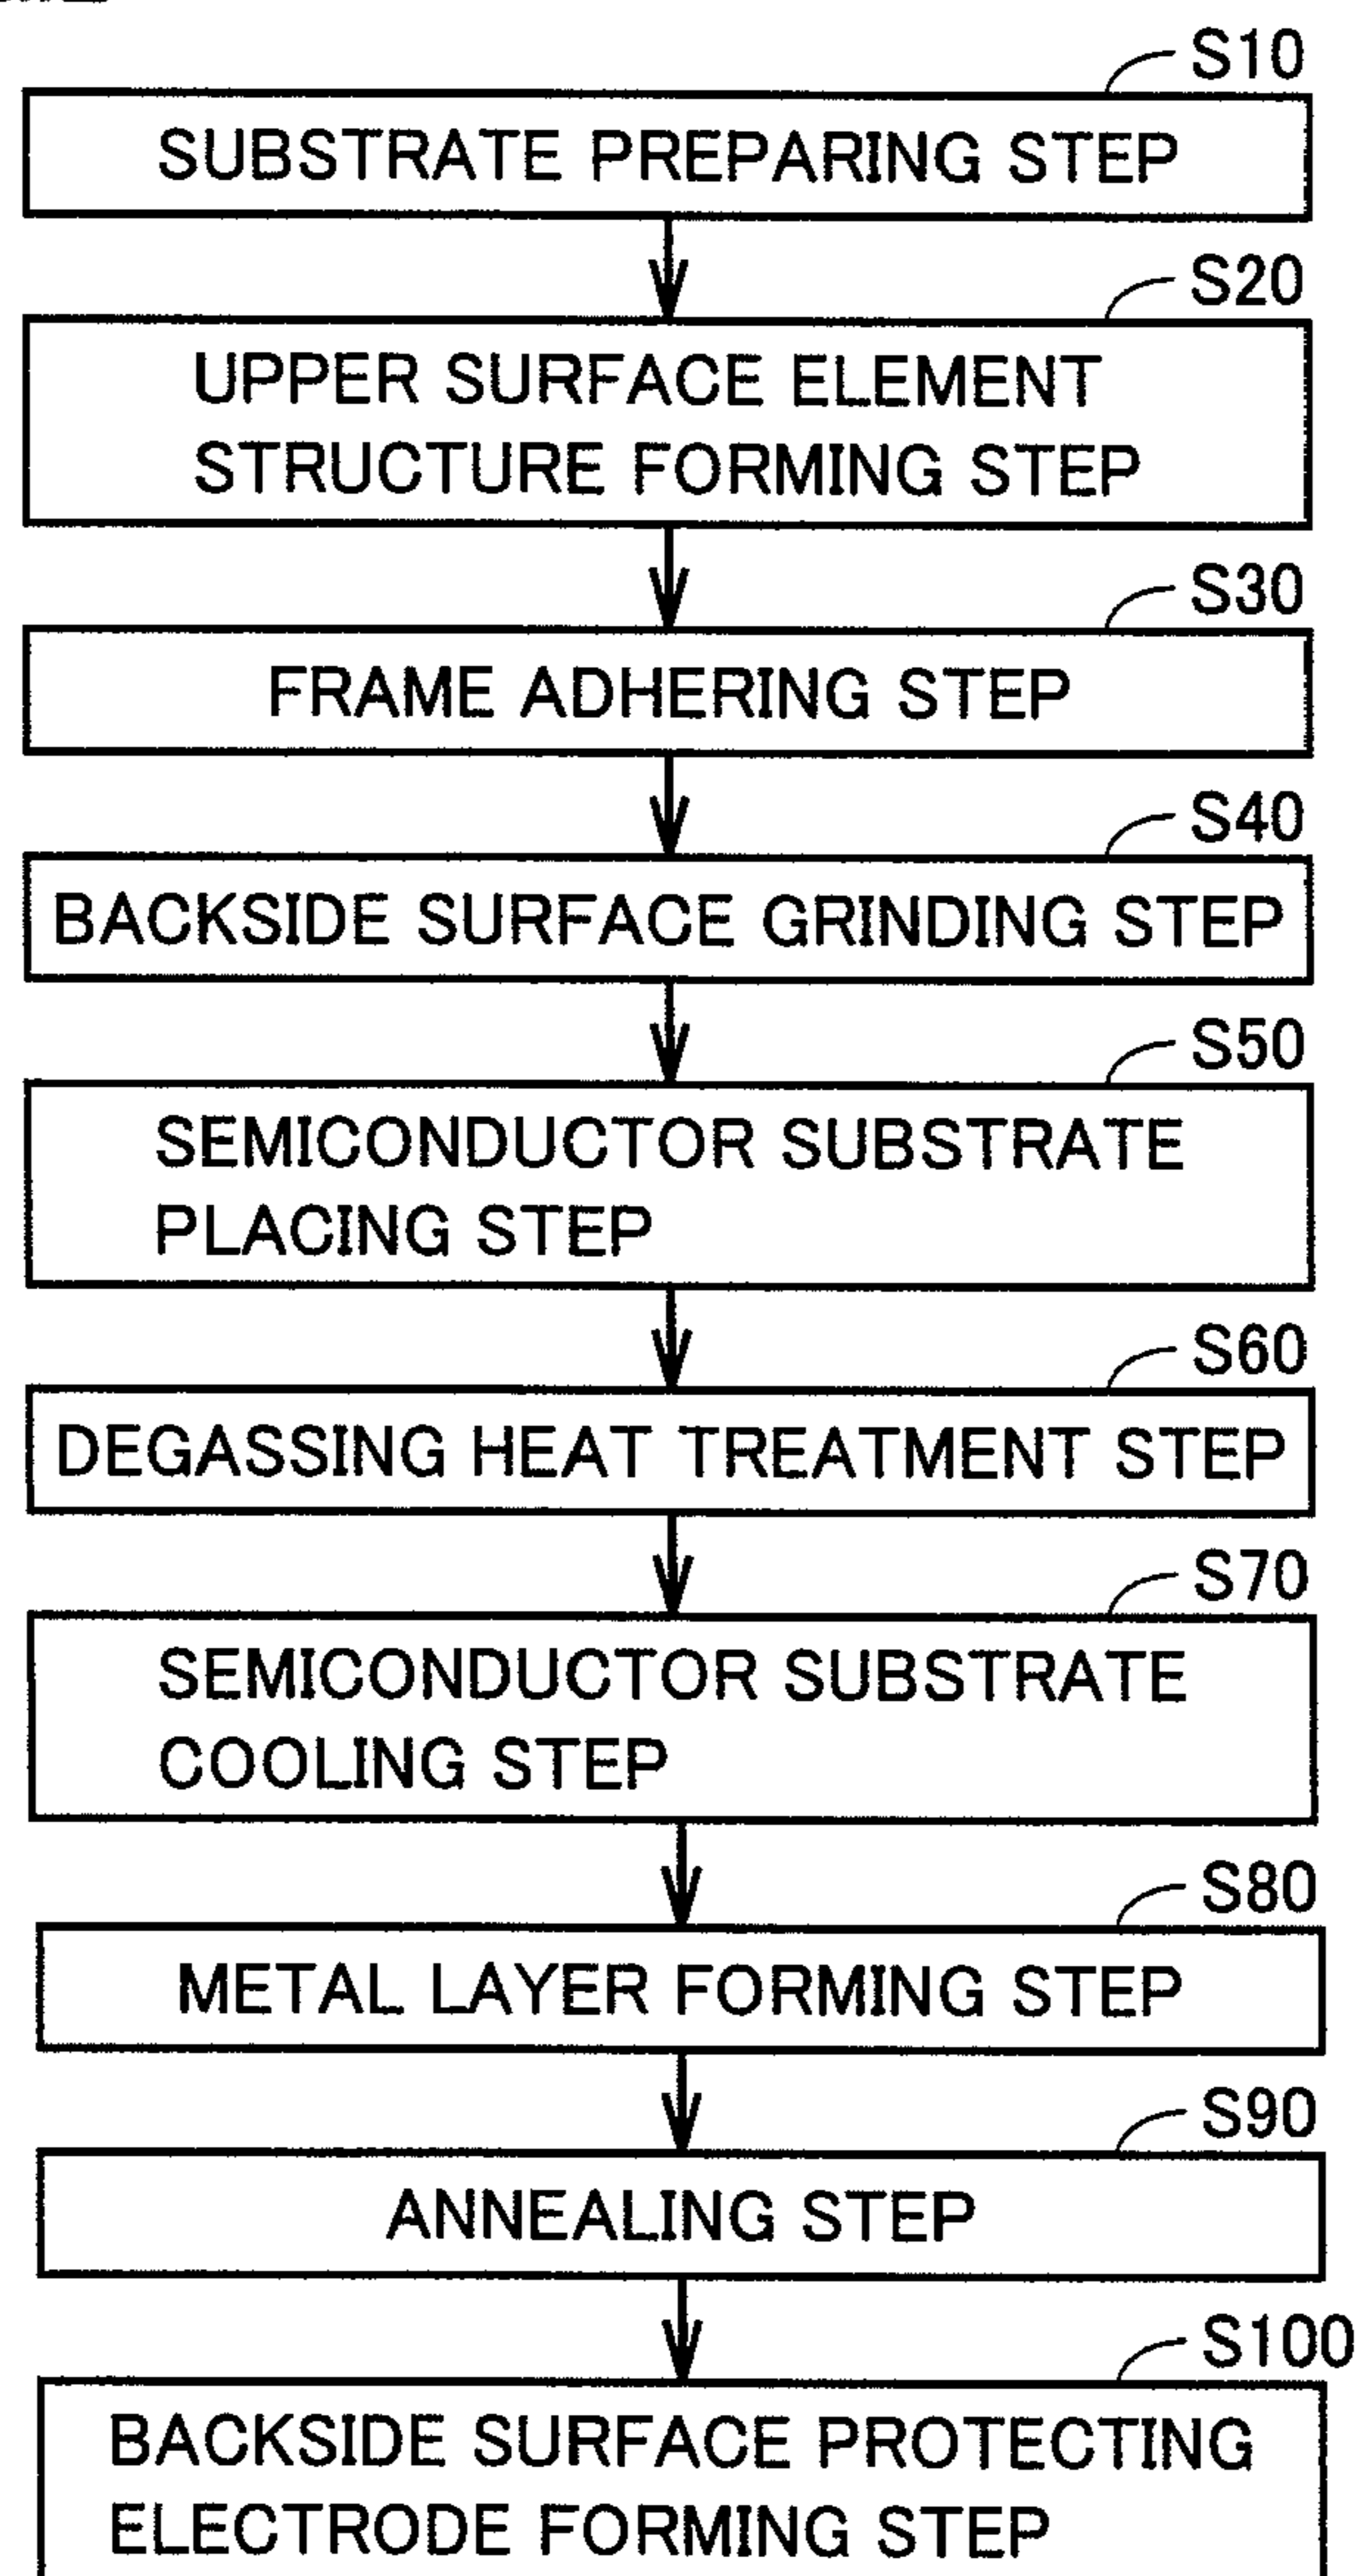 S10
SUBSTRATE PREPARING STEP
S20
UPPER SURFACE ELEMENT
STRUCTURE FORMING STEP
S30
FRAME ADHERING STEP
S40
BACKSIDE SURFACE GRINDING STEP
S50
SEMICONDUCTOR SUBSTRATE
PLACING STEP
S60
DEGASSING HEAT TREATMENT STEP
S70
SEMICONDUCTOR SUBSTRATE
COOLING STEP
S80
METAL LAYER FORMING STEP
S90
ANNEALING STEP
S100
BACKSIDE SURFACE PROTECTING
ELECTRODE FORMING STEP